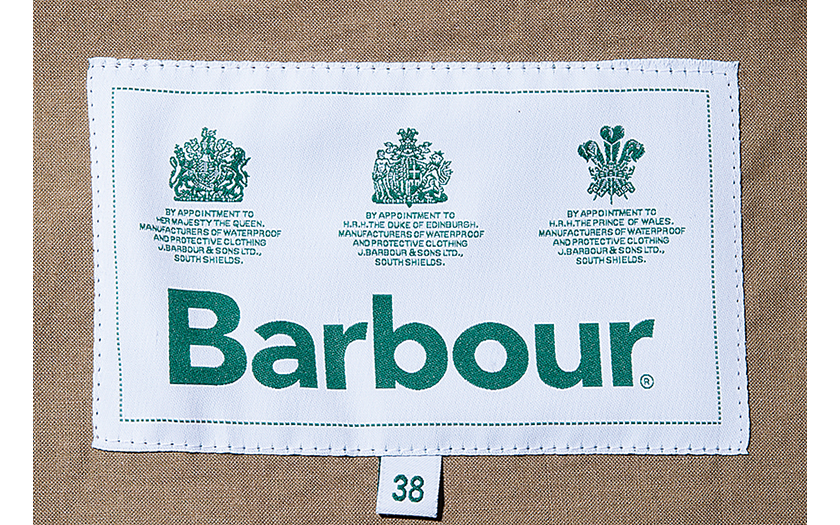 BY APPOINTMENT TO
HER MAJESTY THE QUEEN.
MANUFACTURERS OF WATERPROOF
AND PROTECTIVE CLOTHING
J.BARBOUR & SONS LTD.,
SOUTH SHIELDS.
BY APPOINTMENT TO
H.R.H.THE DUKE OF EDINBURGH.
MANUFACTURERS OF WATERPROOF
AND PROTECTIVE CLOTHING
J.BARBOUR & SONS LTD.,
SOUTH SHIELDS.
BY APPOINTMENT TO
H.R.H.THE PRINCE OF WALES.
MANUFACTURERS OF WATERPROOF
AND PROTECTIVE CLOTHING
J.BARBOUR & SONS LTD.,
SOUTH SHIELDS.
Barbour®
38